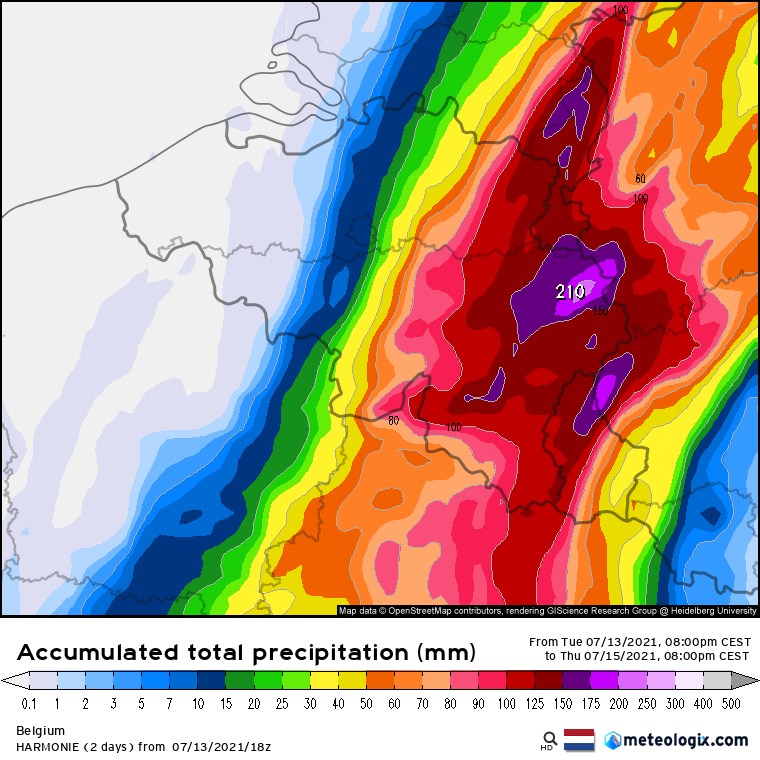 100
60
100
210
150
80
100
Map data © OpenStreetMap contributors, rendering GIScience Research Group @ Heidelberg University
Accumulated total precipitation (mm)
From Tue 07/13/2021, 08:00pm CEST
to Thu 07/15/2021, 08:00pm CEST
0.1 1 2 3 5 7 10 15 20 25 30 40 50 60 70 80 90 100 125 150 175 200 250 300 400 500
Belgium
HARMONIE (2 days) from 07/13/2021/18z
HD
meteologix.com